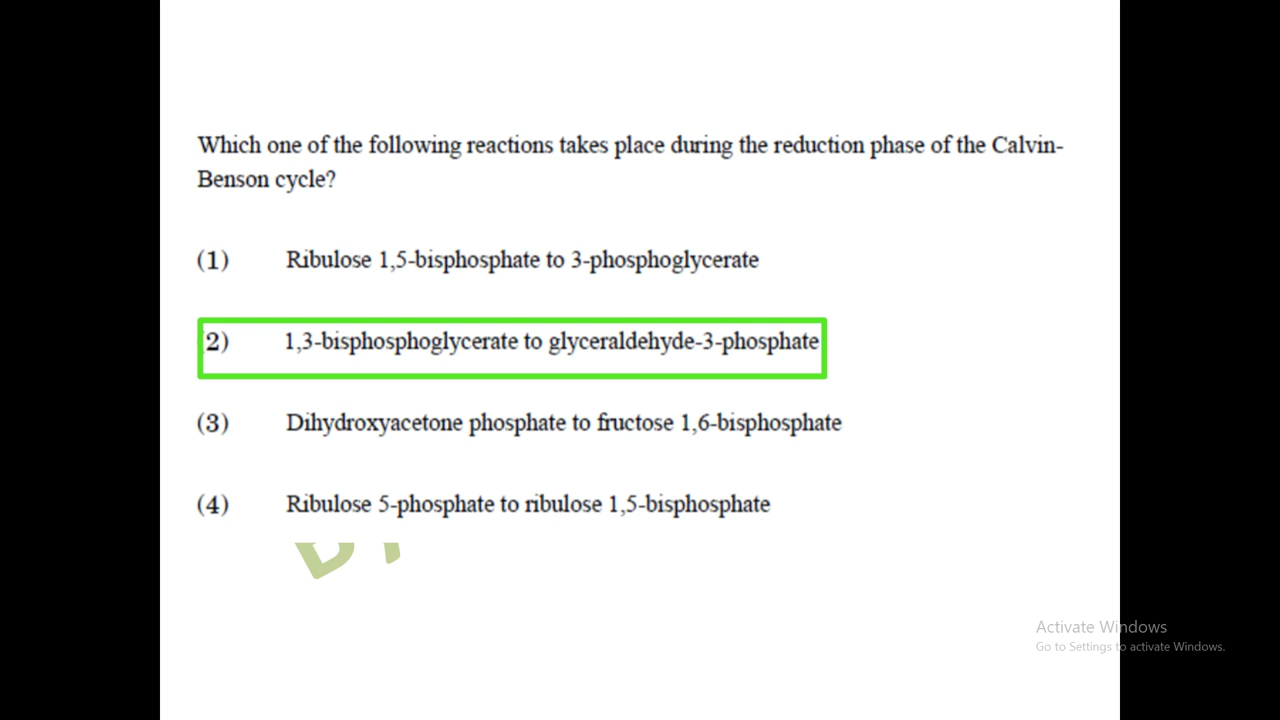 Which one of the following reactions takes place during the reduction phase of the Calvin-
Benson cycle?
(1) Ribulose 1,5-bisphosphate to 3-phosphoglycerate
2) 1,3-bisphosphoglycerate to glyceraldehyde-3-phosphate
(3) Dihydroxyacetone phosphate to fructose 1,6-bisphosphate
(4) Ribulose 5-phosphate to ribulose 1,5-bisphosphate
Activate Windows
Go to Settings to activate Windows.